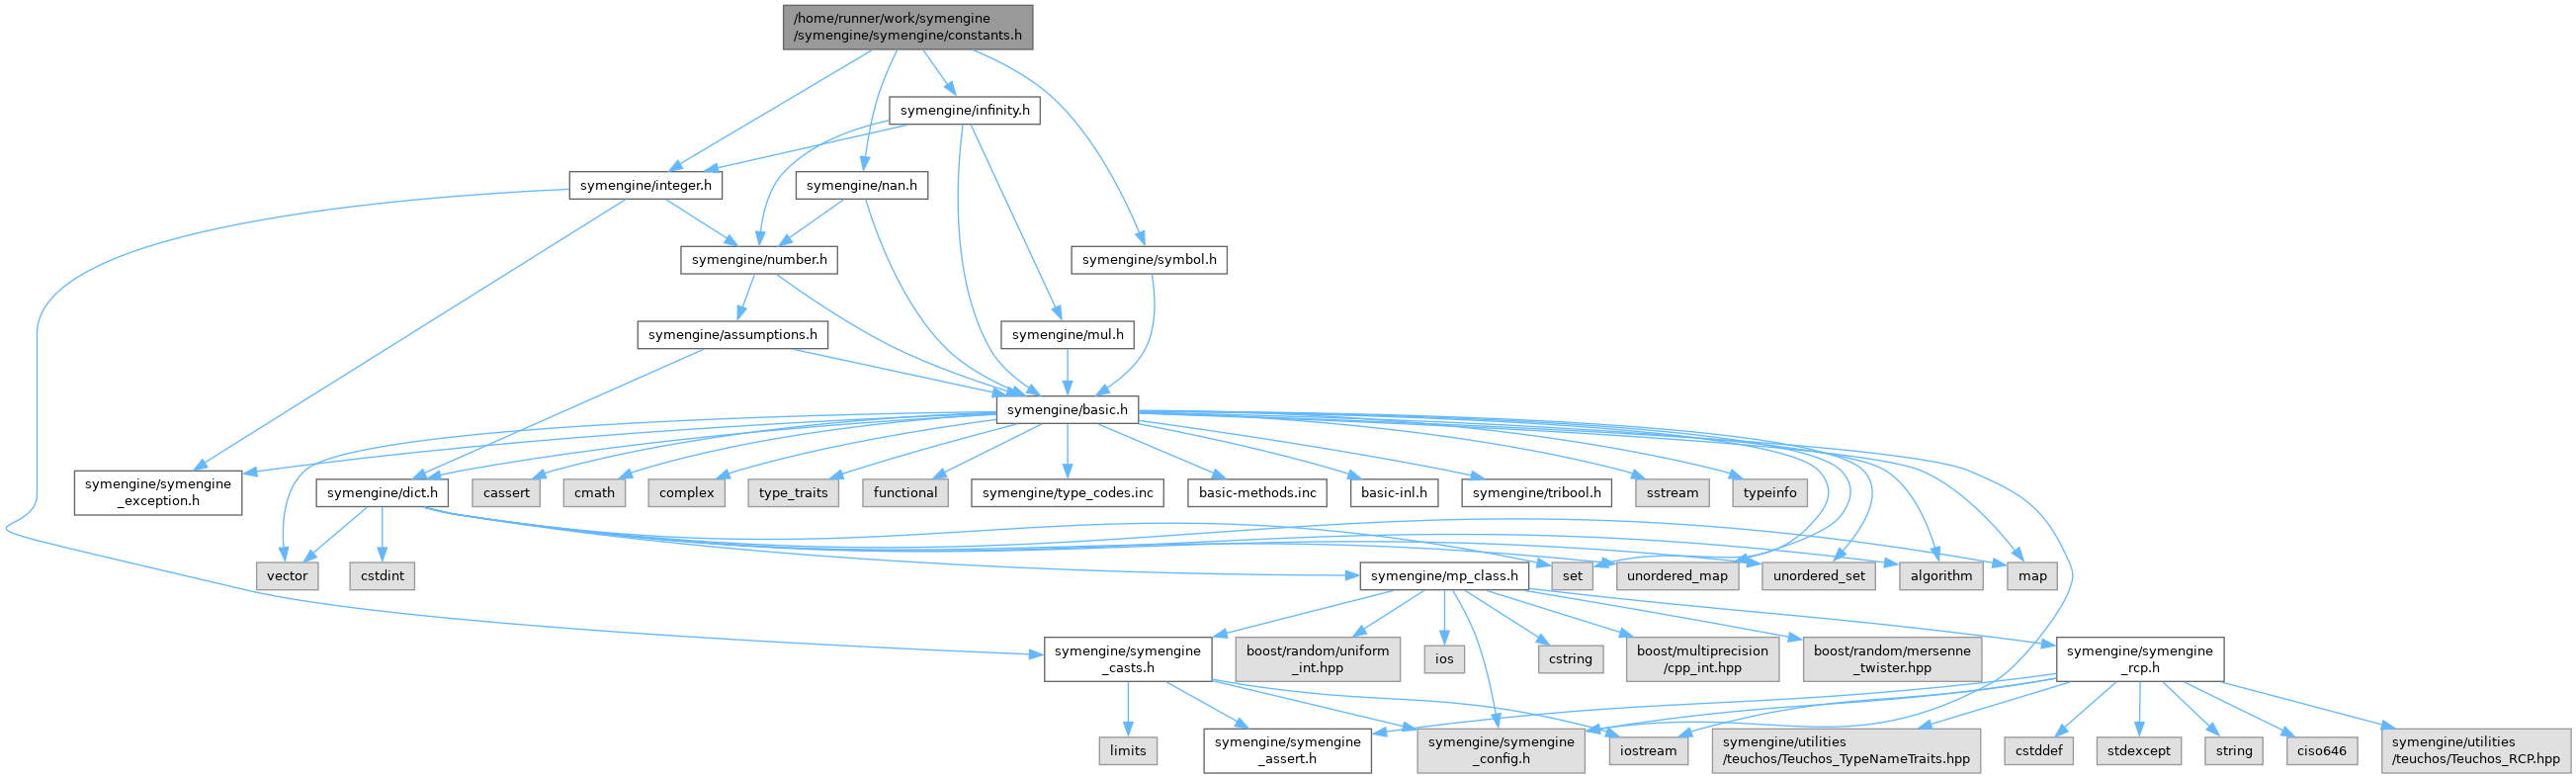 /home/runner/work/symengine
/symengine/symengine/constants.h
symengine/infinity.h
symengine/integer.h
symengine/nan.h
symengine/number.h
symengine/symbol.h
symengine/assumptions.h
symengine/mul.h
symengine/basic.h
symengine/symengine
_exception.h
symengine/dict.h
cassert
cmath
complex
type_traits
functional
symengine/type_codes.inc
basic-methods.inc
basic-inl.h
symengine/tribool.h
sstream
typeinfo
vector
cstdint
symengine/mp_class.h
set
unordered_map
unordered_set
algorithm
map
symengine/symengine
_casts.h
boost/random/uniform
_int.hpp
ios
cstring
boost/multiprecision
/cpp_int.hpp
boost/random/mersenne
_twister.hpp
symengine/symengine
_rcp.h
limits
symengine/symengine
_assert.h
symengine/symengine
_config.h
iostream
symengine/utilities
/teuchos/Teuchos_TypeNameTraits.hpp
cstddef
stdexcept
string
ciso646
symengine/utilities
/teuchos/Teuchos_RCP.hpp